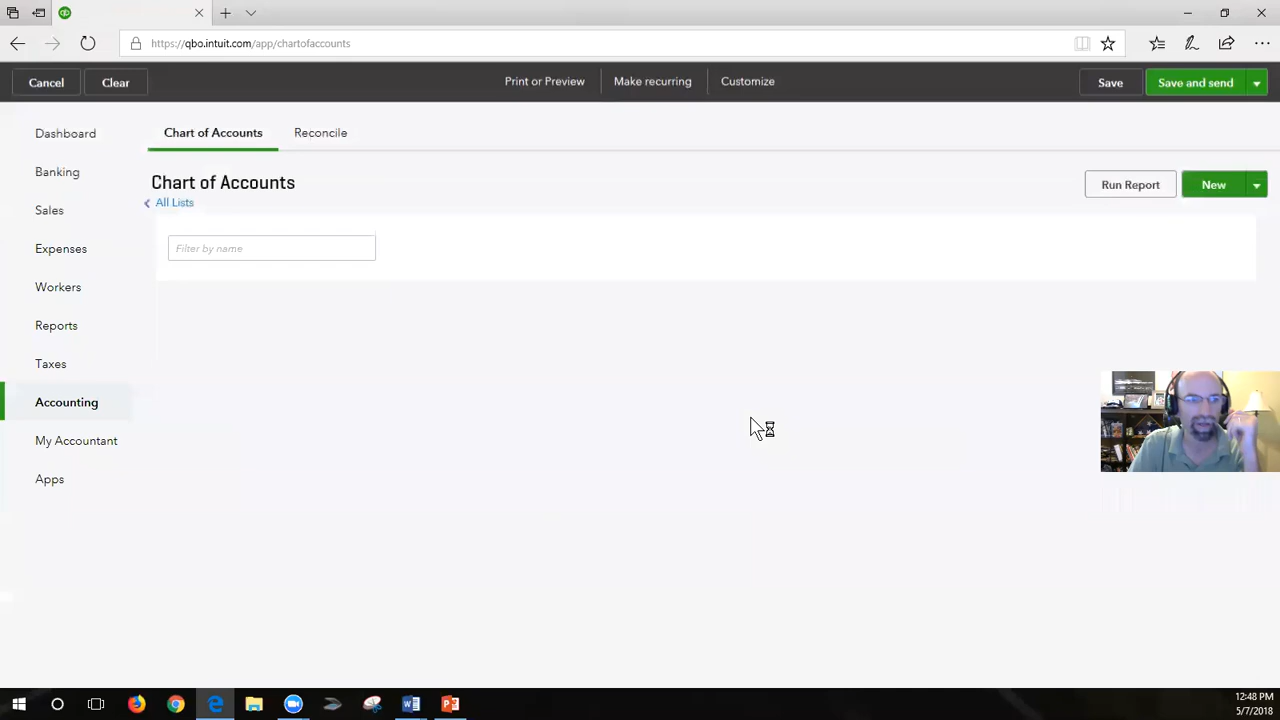 https://qbo.intuit.com/app/chartofaccounts
Cancel
Clear
Print or Preview
Make recurring
Customize
Save
Save and send
Dashboard
Banking
Sales
Expenses
Workers
Reports
Taxes
Accounting
My Accountant
Apps
Chart of Accounts
Reconcile
Chart of Accounts
All Lists
Run Report
New
Filter by name
12:48 PM
5/7/2018